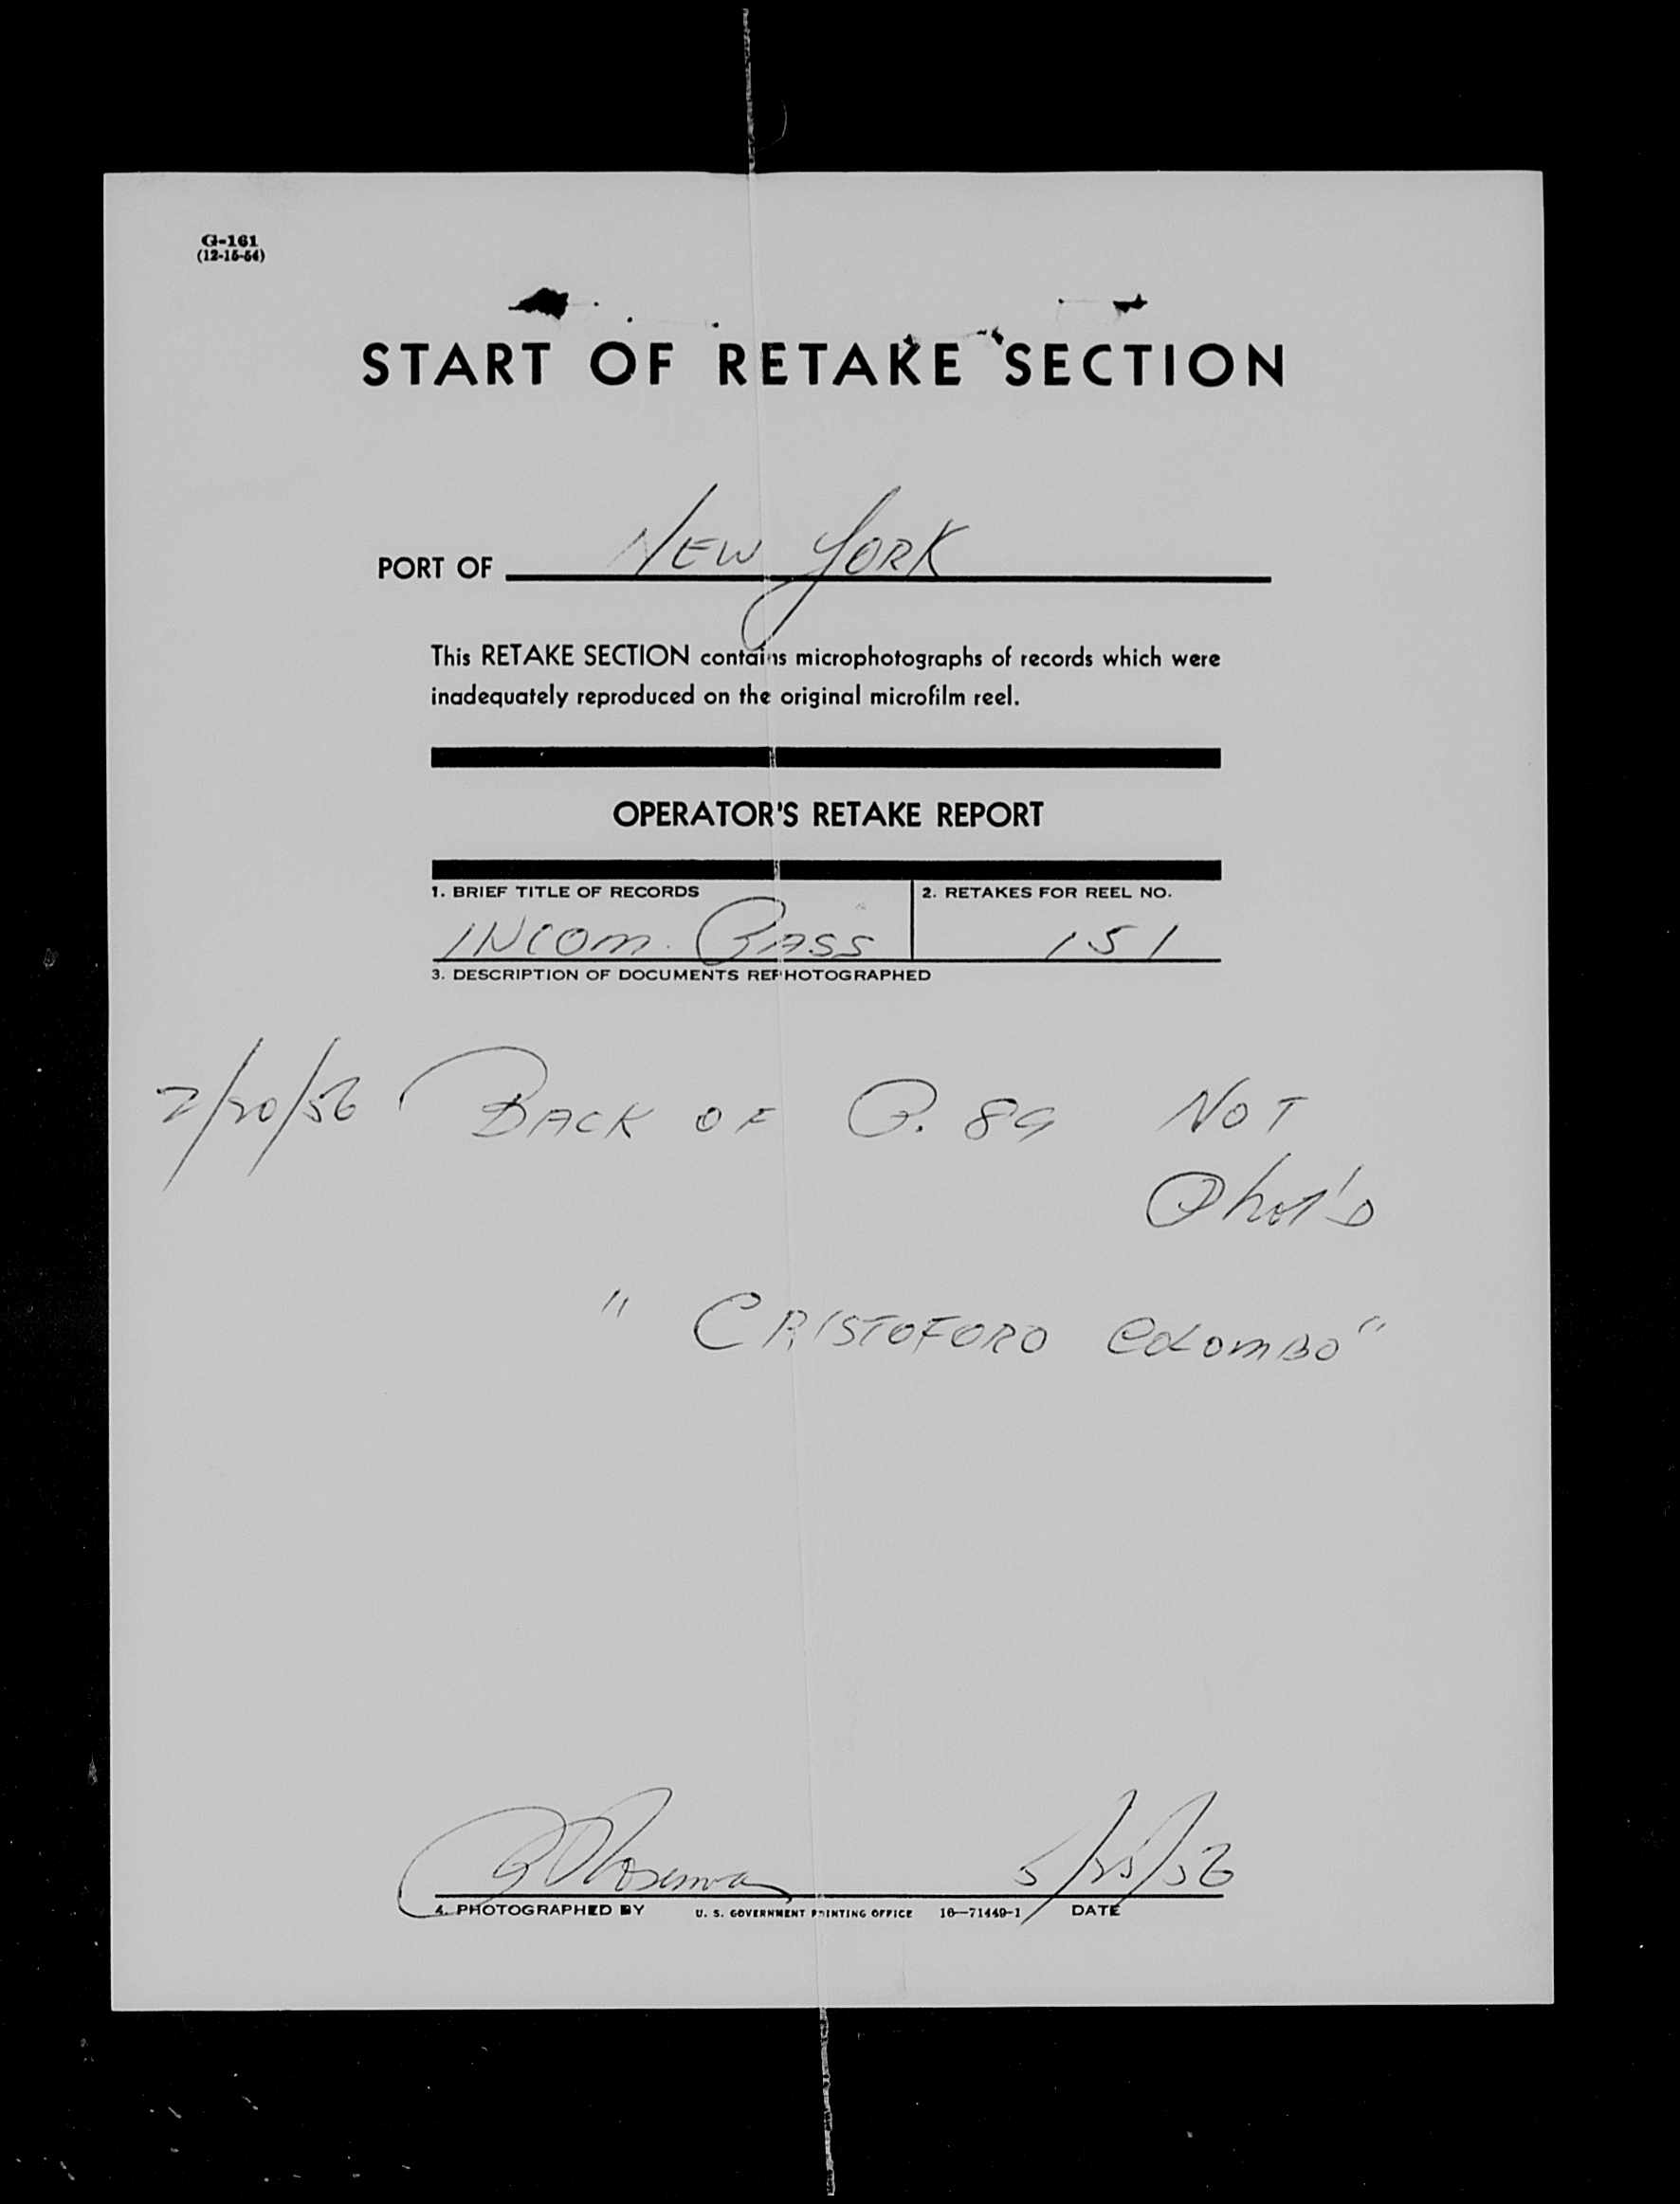 G-161
(12-15-54)
START OF RETAKE SECTION
PORT OF NEW YORK
This RETAKE SECTION contains microphotographs of records which were
inadequately reproduced on the original microfilm reel.
OPERATOR'S RETAKE REPORT
1. BRIEF TITLE OF RECORDS 2. RETAKES FOR REEL NO.
INCOM. PASS 151
3. DESCRIPTION OF DOCUMENTS REPHOTOGRAPHED
2/20/56 BACK OF P. 89 NOT
Phot'd
" CRISTOFORO COLOMBO"
5/25/56
4. PHOTOGRAPHED BY U. S. GOVERNMENT PRINTING OFFICE 16—71449-1 DATE